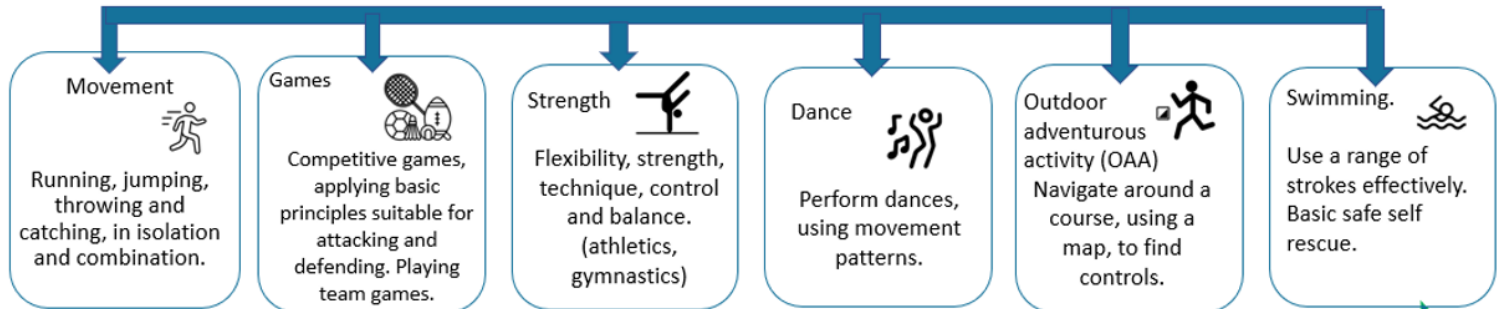 Movement
Running, jumping,
throwing and
catching, in isolation
and combination.
Games
Competitive games,
applying basic
principles suitable for
attacking and
defending. Playing
team games.
Strength
Flexibility, strength,
technique, control
and balance.
(athletics,
gymnastics)
Dance
Perform dances,
using movement
patterns.
Outdoor
adventurous
activity (OAA)
Navigate around a
course, using a
map, to find
controls.
Swimming.
Use a range of
strokes effectively.
Basic safe self
rescue.